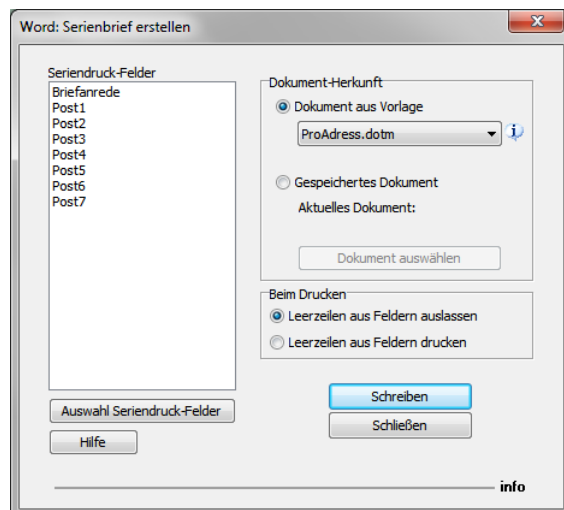 Word: Serienbrief erstellen
Seriendruck-Felder
Briefanrede
Post1
Post2
Post3
Post4
Post5
Post6
Post7
Auswahl Seriendruck-Felder
Hilfe
Dokument-Herkunft
Dokument aus Vorlage
ProAdress.dotm
Gespeichertes Dokument
Aktuelles Dokument:
Dokument auswählen
Beim Drucken
Leerzeilen aus Feldern auslassen
Leerzeilen aus Feldern drucken
Schreiben
Schließen
info